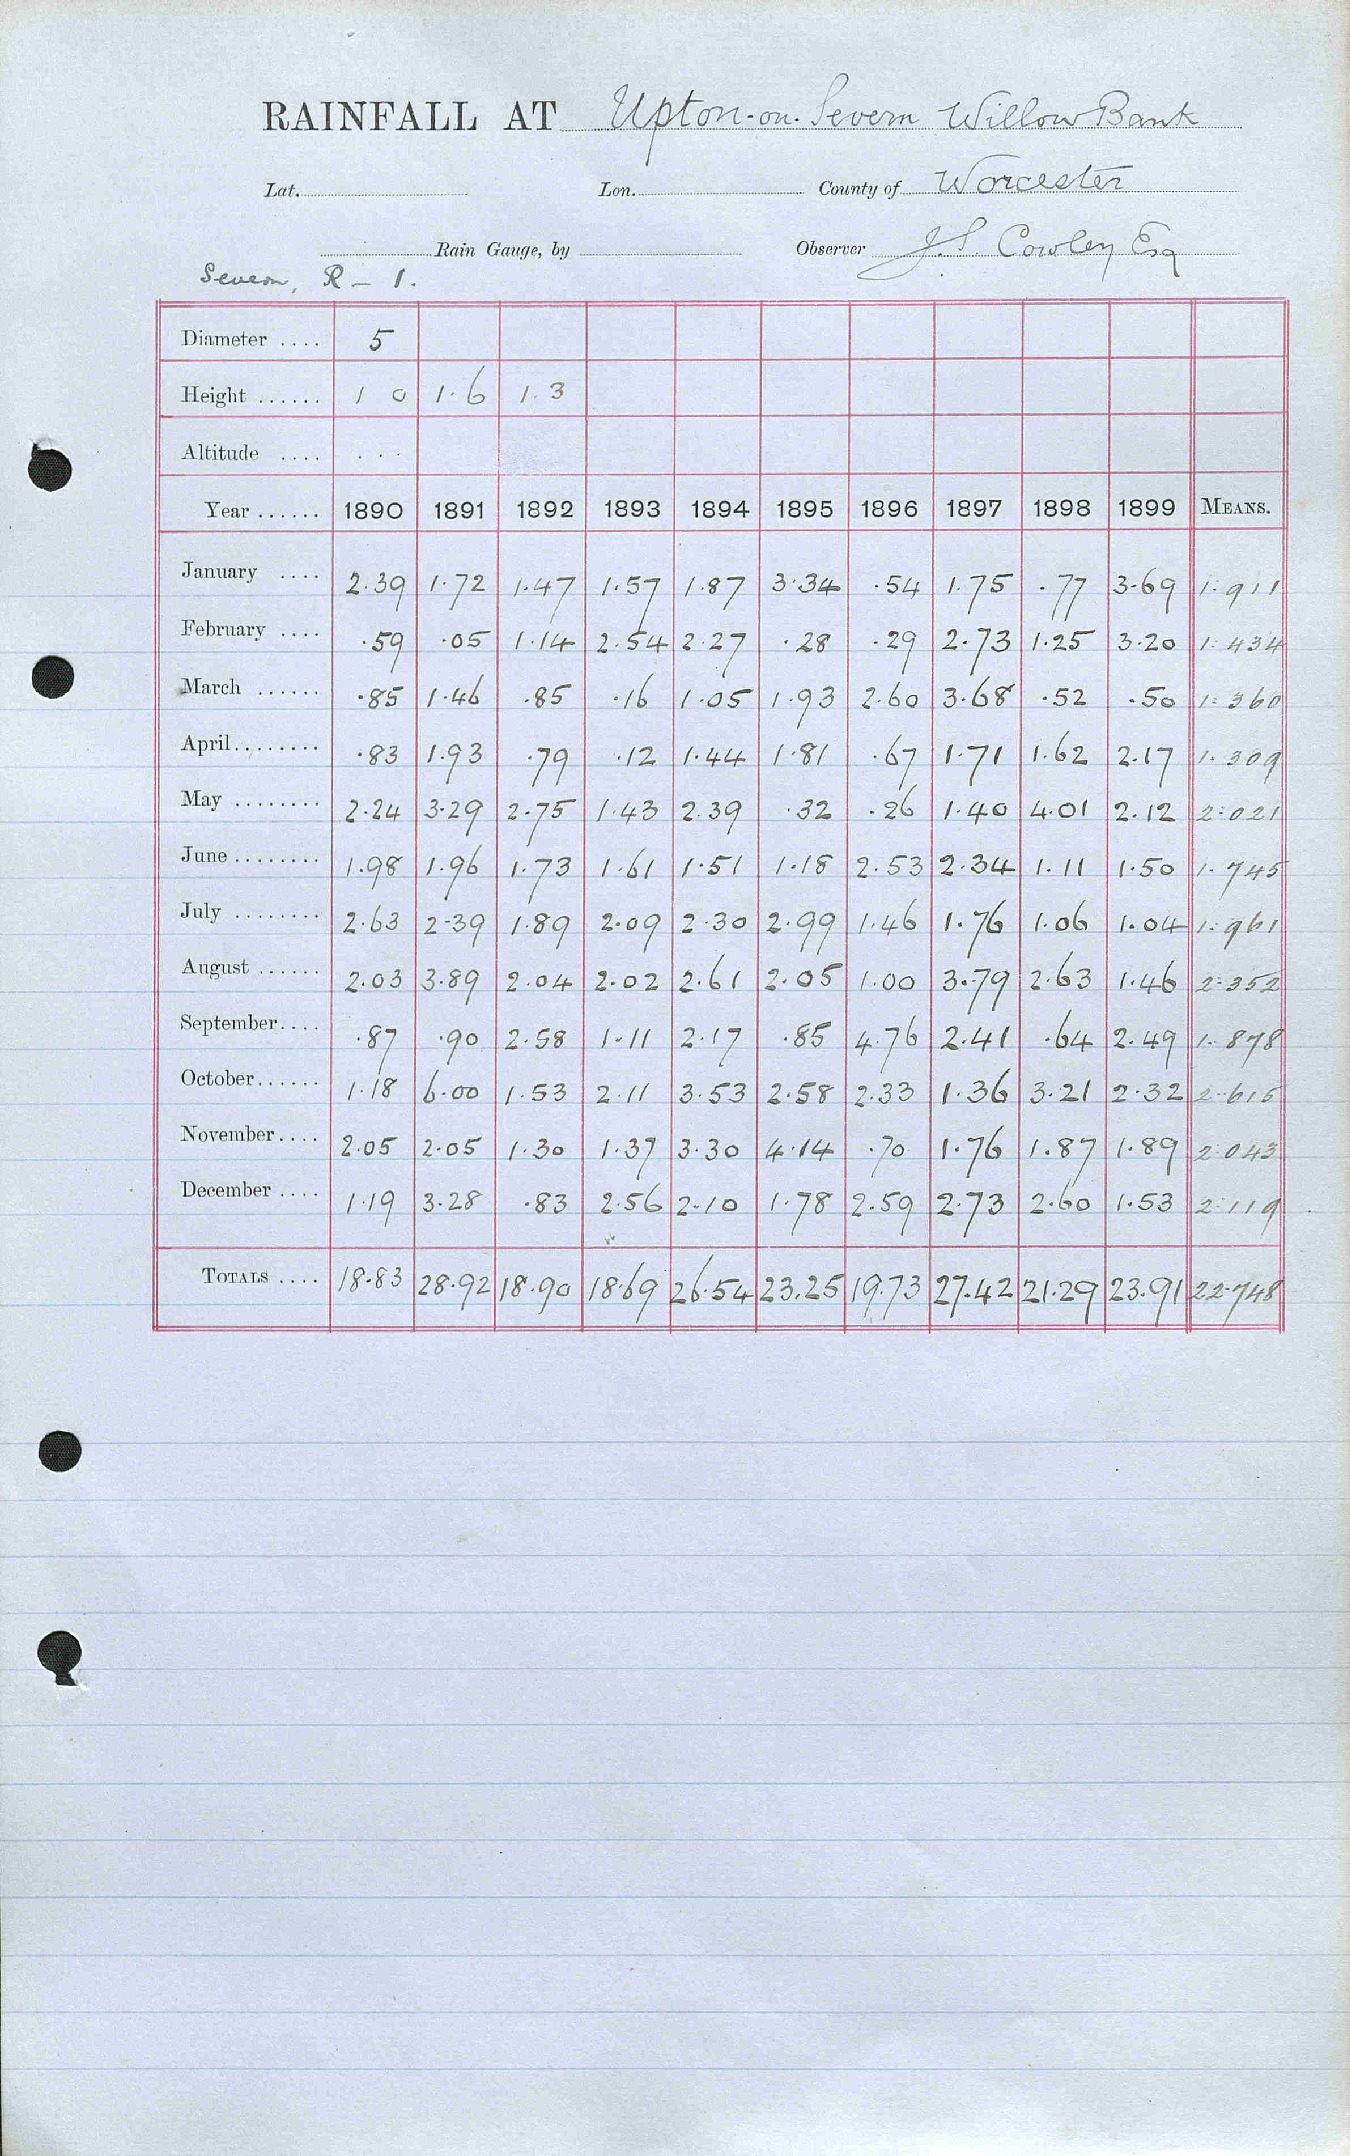 RAINFALL AT Upton-on-Severn Willow Bank
Lat. Lon. County of Worcester
Rain Gauge, by Observer J.S. Cowley Esq
Severn, R – 1.
Diameter .... 5
Height ...... 1 0 1.6 1.3
Altitude .... . . .
Year ...... 1890 1891 1892 1893 1894 1895 1896 1897 1898 1899 MEANS.
January .... 2.39 1.72 1.47 1.57 1.87 3.34 .54 1.75 .77 3.69 1.911
February .... .59 .05 1.14 2.54 2.27 .28 .29 2.73 1.25 3.20 1.434
March ...... .85 1.46 .85 .16 1.05 1.93 2.60 3.68 .52 .50 1.360
April........ .83 1.93 .79 .12 1.44 1.81 .67 1.71 1.62 2.17 1.309
May ........ 2.24 3.29 2.75 1.43 2.39 .32 .26 1.40 4.01 2.12 2.021
June ........ 1.98 1.96 1.73 1.61 1.51 1.18 2.53 2.34 1.11 1.50 1.745
July ........ 2.63 2.39 1.89 2.09 2.30 2.99 1.46 1.76 1.06 1.04 1.961
August ...... 2.03 3.89 2.04 2.02 2.61 2.05 1.00 3.79 2.63 1.46 2.352
September.... .87 .90 2.58 1.11 2.17 .85 4.76 2.41 .64 2.49 1.878
October...... 1.18 6.00 1.53 2.11 3.53 2.58 2.33 1.36 3.21 2.32 2.615
November.... 2.05 2.05 1.30 1.37 3.30 4.14 .70 1.76 1.87 1.89 2.043
December .... 1.19 3.28 .83 2.56 2.10 1.78 2.59 2.73 2.60 1.53 2.119
TOTALS .... 18.83 28.92 18.90 18.69 26.54 23.25 19.73 27.42 21.29 23.91 22.748